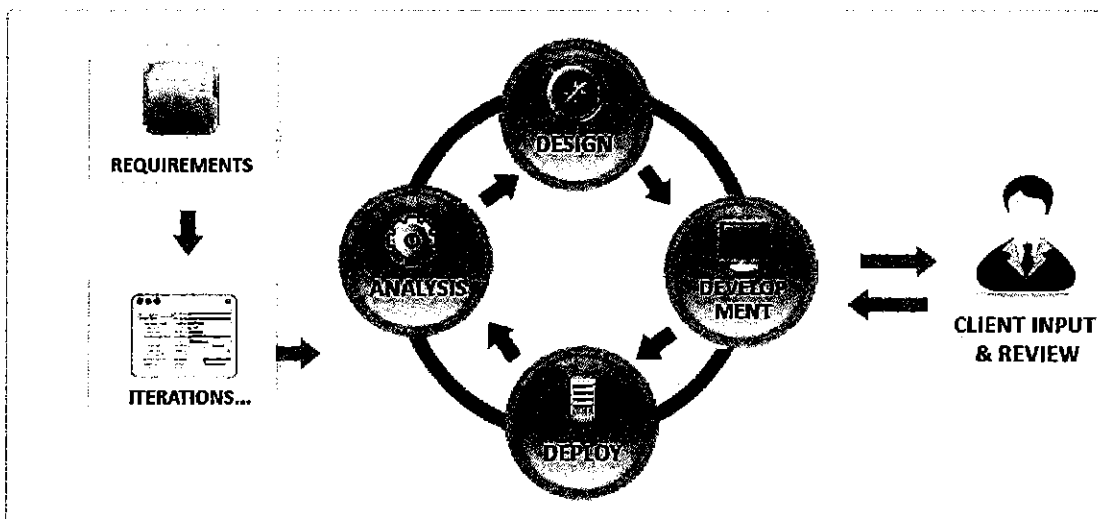 REQUIREMENTS
ITERATIONS...
ANALYSIS
DESIGN
DEVELOP
MENT
DEPLOY
CLIENT INPUT
& REVIEW